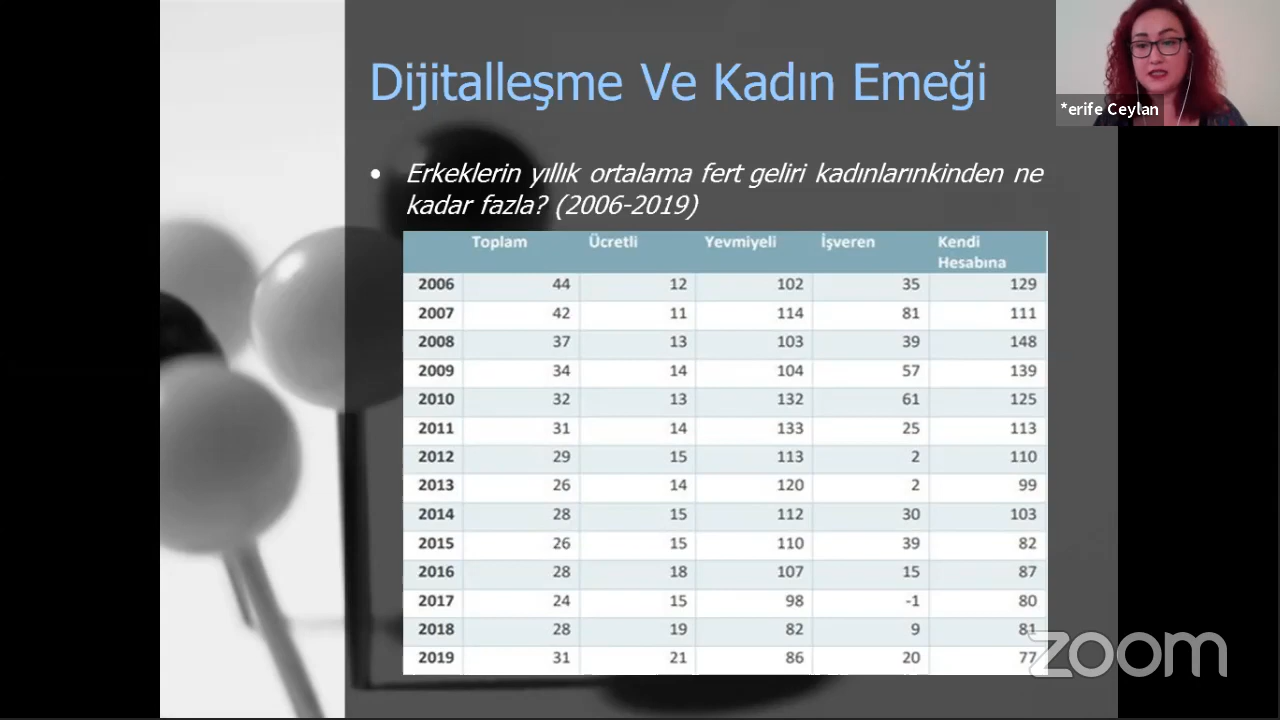 Dijitalleşme Ve Kadın Emeği
*erife Ceylan
• Erkeklerin yıllık ortalama fert geliri kadınlarınkinden ne
kadar fazla? (2006-2019)
Toplam Ücretli Yevmiyeli İşveren Kendi
Hesabına
2006 44 12 102 35 129
2007 42 11 114 81 111
2008 37 13 103 39 148
2009 34 14 104 57 139
2010 32 13 132 61 125
2011 31 14 133 25 113
2012 29 15 113 2 110
2013 26 14 120 2 99
2014 28 15 112 30 103
2015 26 15 110 39 82
2016 28 18 107 15 87
2017 24 15 98 -1 80
2018 28 19 82 9 81
2019 31 21 86 20 77
zoom